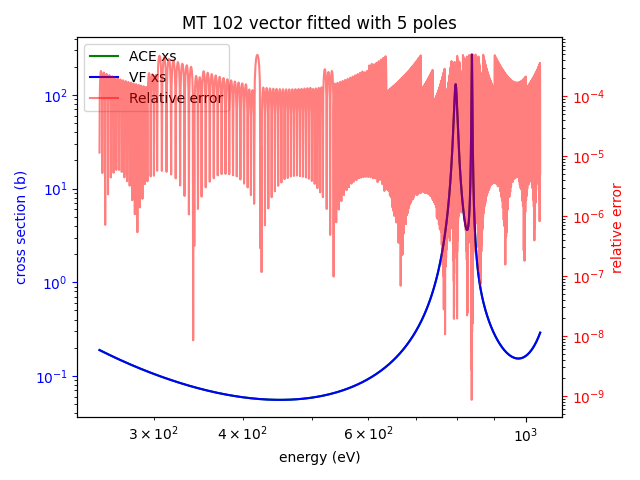 MT 102 vector fitted with 5 poles
ACE xs
VF xs
Relative error
cross section (b)
10²
10¹
10⁰
10⁻¹
10⁻⁴
10⁻⁵
10⁻⁶
10⁻⁷
10⁻⁸
10⁻⁹
relative error
3 × 10² 4 × 10² 6 × 10² 10³
energy (eV)